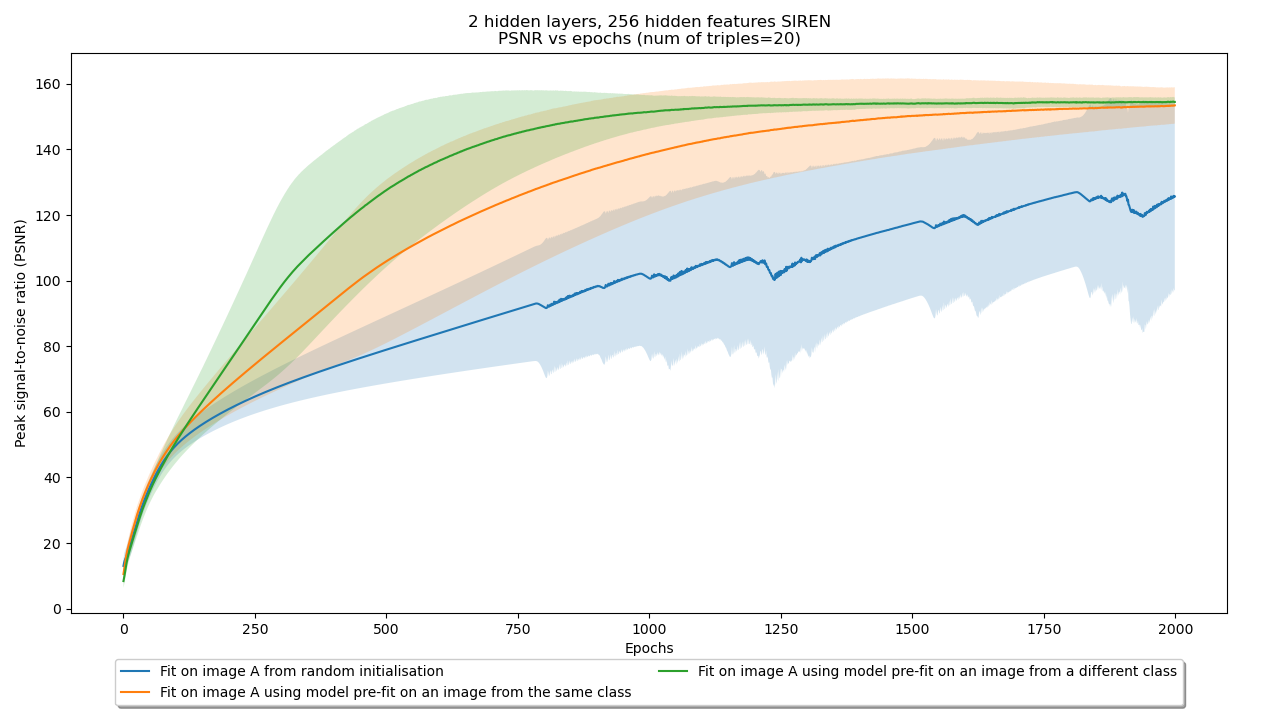 2 hidden layers, 256 hidden features SIREN
PSNR vs epochs (num of triples=20)
Peak signal-to-noise ratio (PSNR)
160
140
120
100
80
60
40
20
0
0 250 500 750 1000 1250 1500 1750 2000
Epochs
Fit on image A from random initialisation
Fit on image A using model pre-fit on an image from the same class
Fit on image A using model pre-fit on an image from a different class